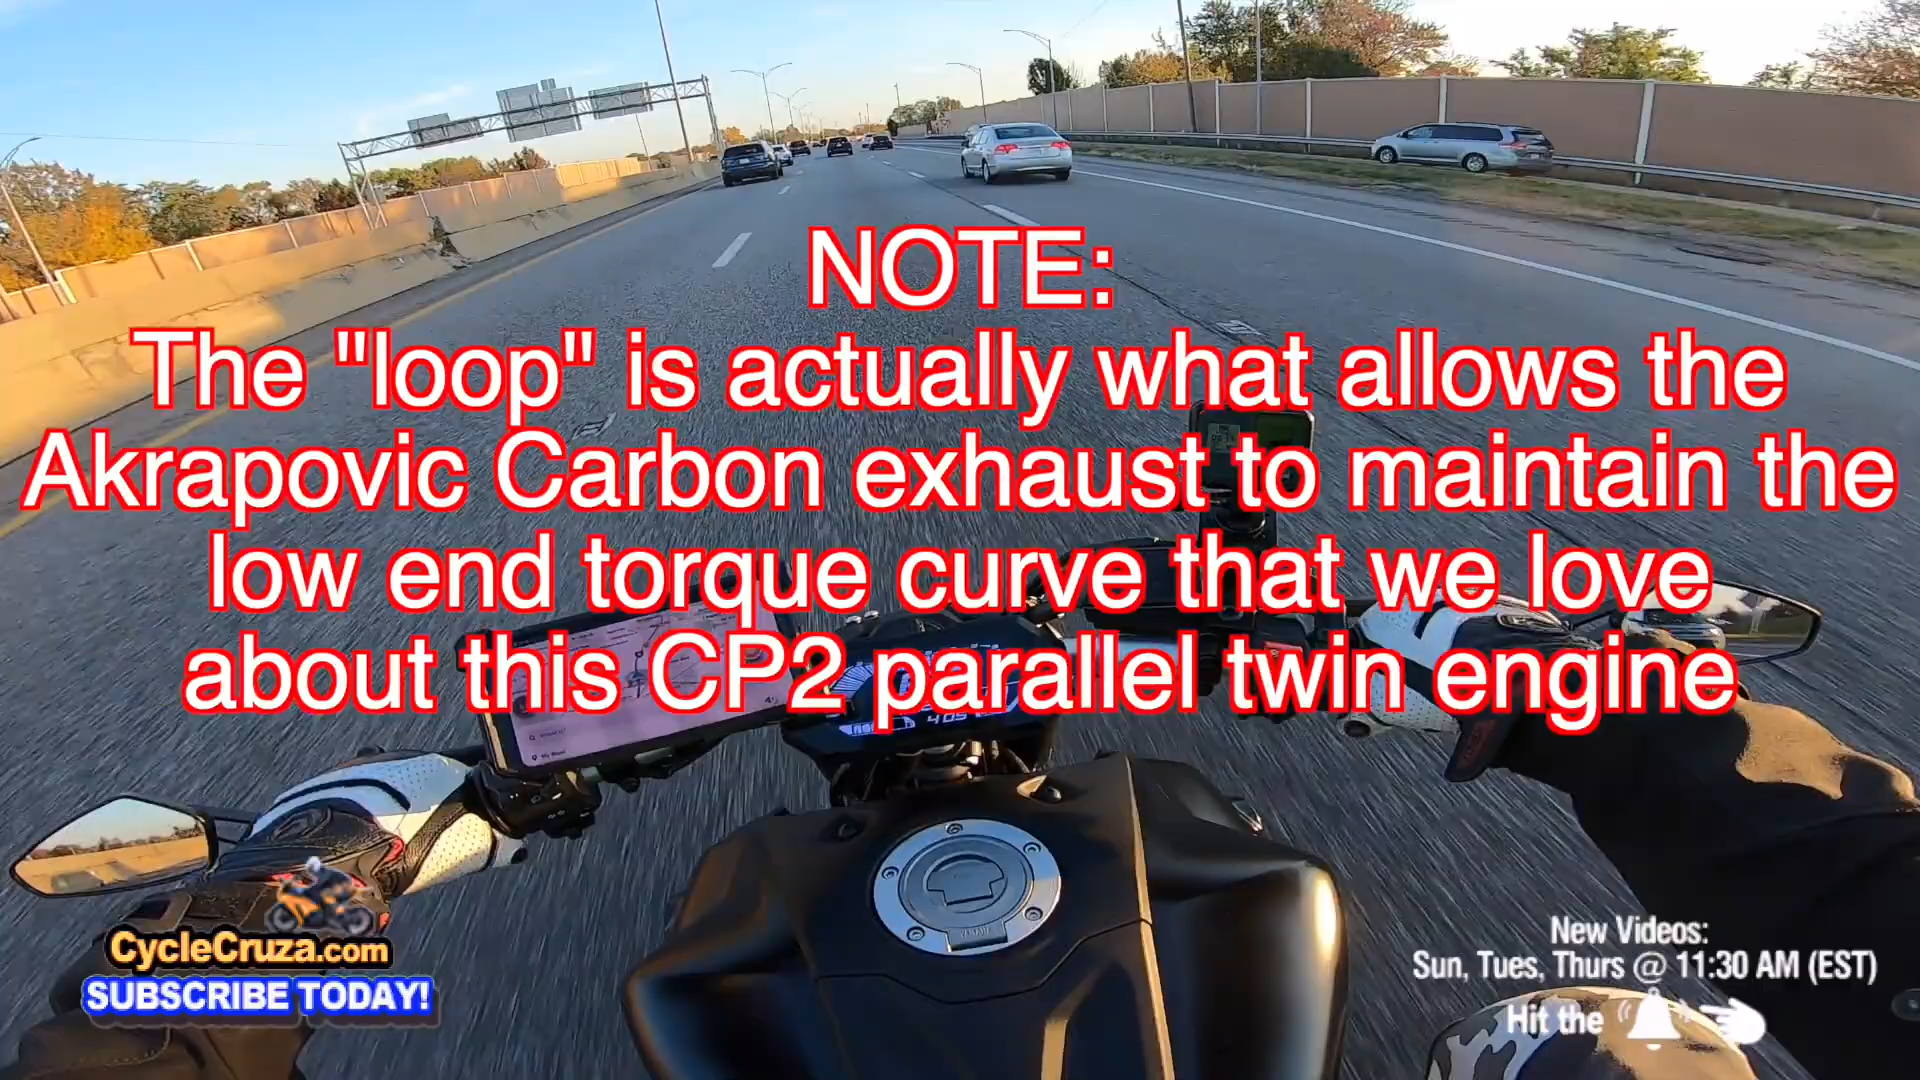 NOTE:
The "loop" is actually what allows the
Akrapovic Carbon exhaust to maintain the
low end torque curve that we love
about this CP2 parallel twin engine
CycleCruza.com
SUBSCRIBE TODAY!
New Videos:
Sun, Tues, Thurs @ 11:30 AM (EST)
Hit the